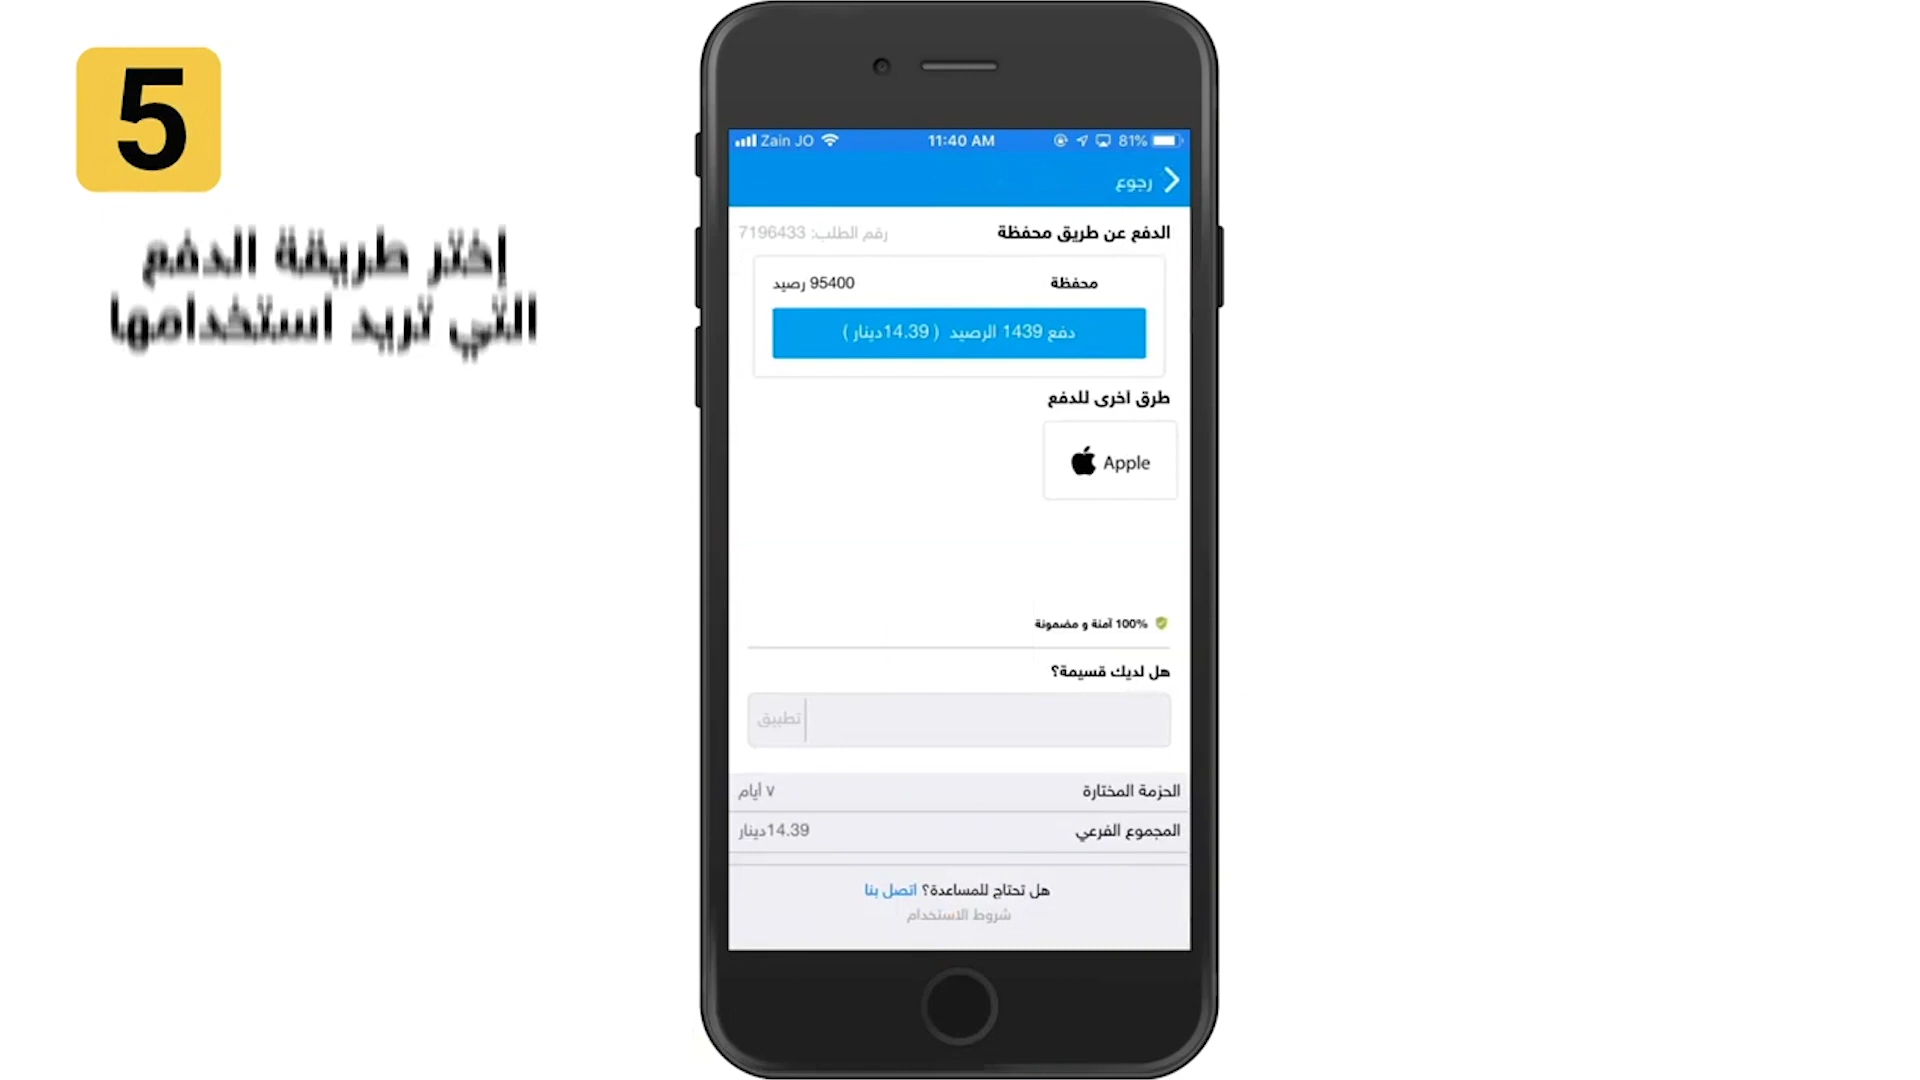 5
إختر طريقة الدفع
التي تريد استخدامها
Zain JO 11:40 AM 81%
رجوع
الدفع عن طريق محفظة رقم الطلب: 7196433
محفظة 95400 رصيد
دفع 1439 الرصيد ( 14.39دينار )
طرق أخرى للدفع
Apple
100% آمنة و مضمونة
هل لديك قسيمة؟
تطبيق
الحزمة المختارة ٧ أيام
المجموع الفرعي 14.39دينار
هل تحتاج للمساعدة؟ اتصل بنا
شروط الاستخدام